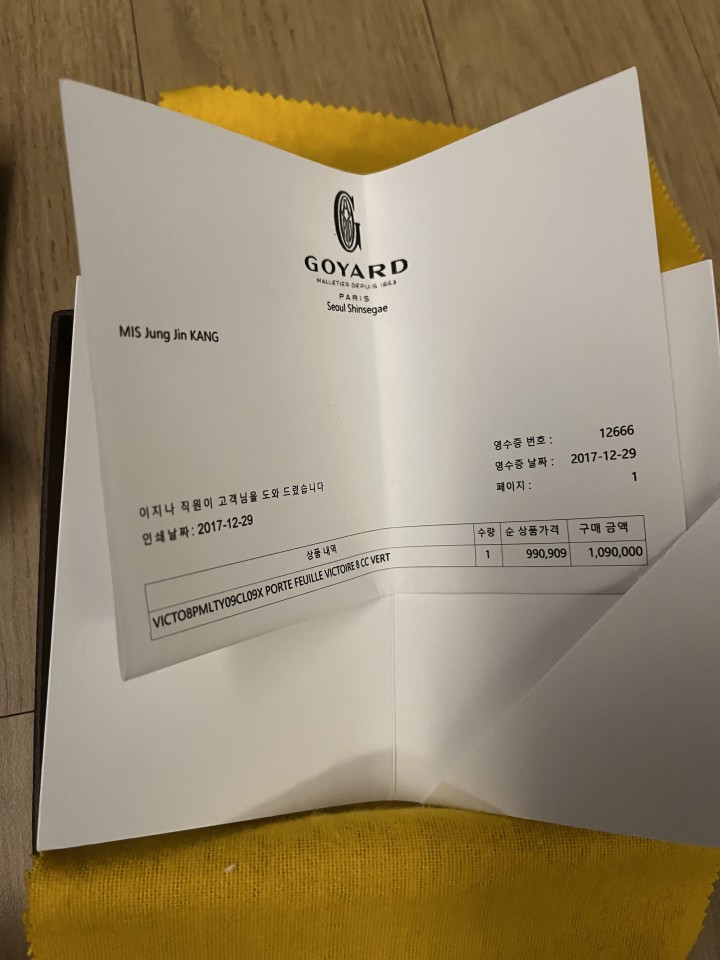 GOYARD
MALLETIER DEPUIS 1853
PARIS
Seoul Shinsegae
MIS Jung Jin KANG
영수증 번호 : 12666
영수증 날짜 : 2017-12-29
페이지 : 1
이지나 직원이 고객님을 도와 드렸습니다
인쇄날짜: 2017-12-29
상품 내역 수량 순 상품가격 구매 금액
VICTO8PMLTY09CL09X PORTE FEUILLE VICTOIRE 8 CC VERT 1 990,909 1,090,000